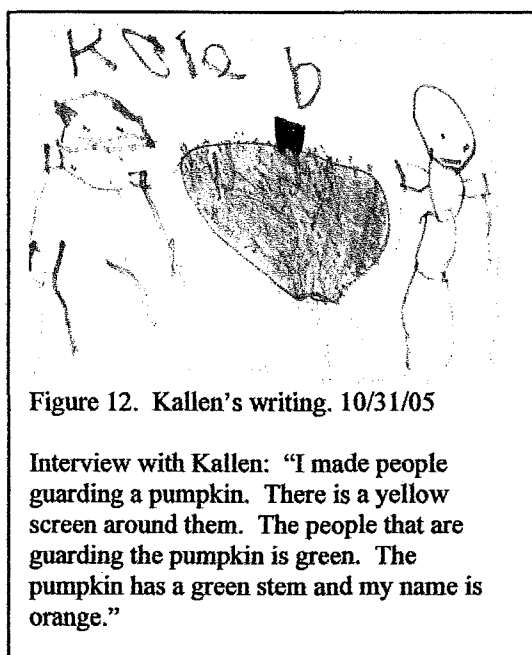 K
b
Figure 12. Kallen's writing. 10/31/05
Interview with Kallen: "I made people
guarding a pumpkin. There is a yellow
screen around them. The people that are
guarding the pumpkin is green. The
pumpkin has a green stem and my name is
orange."